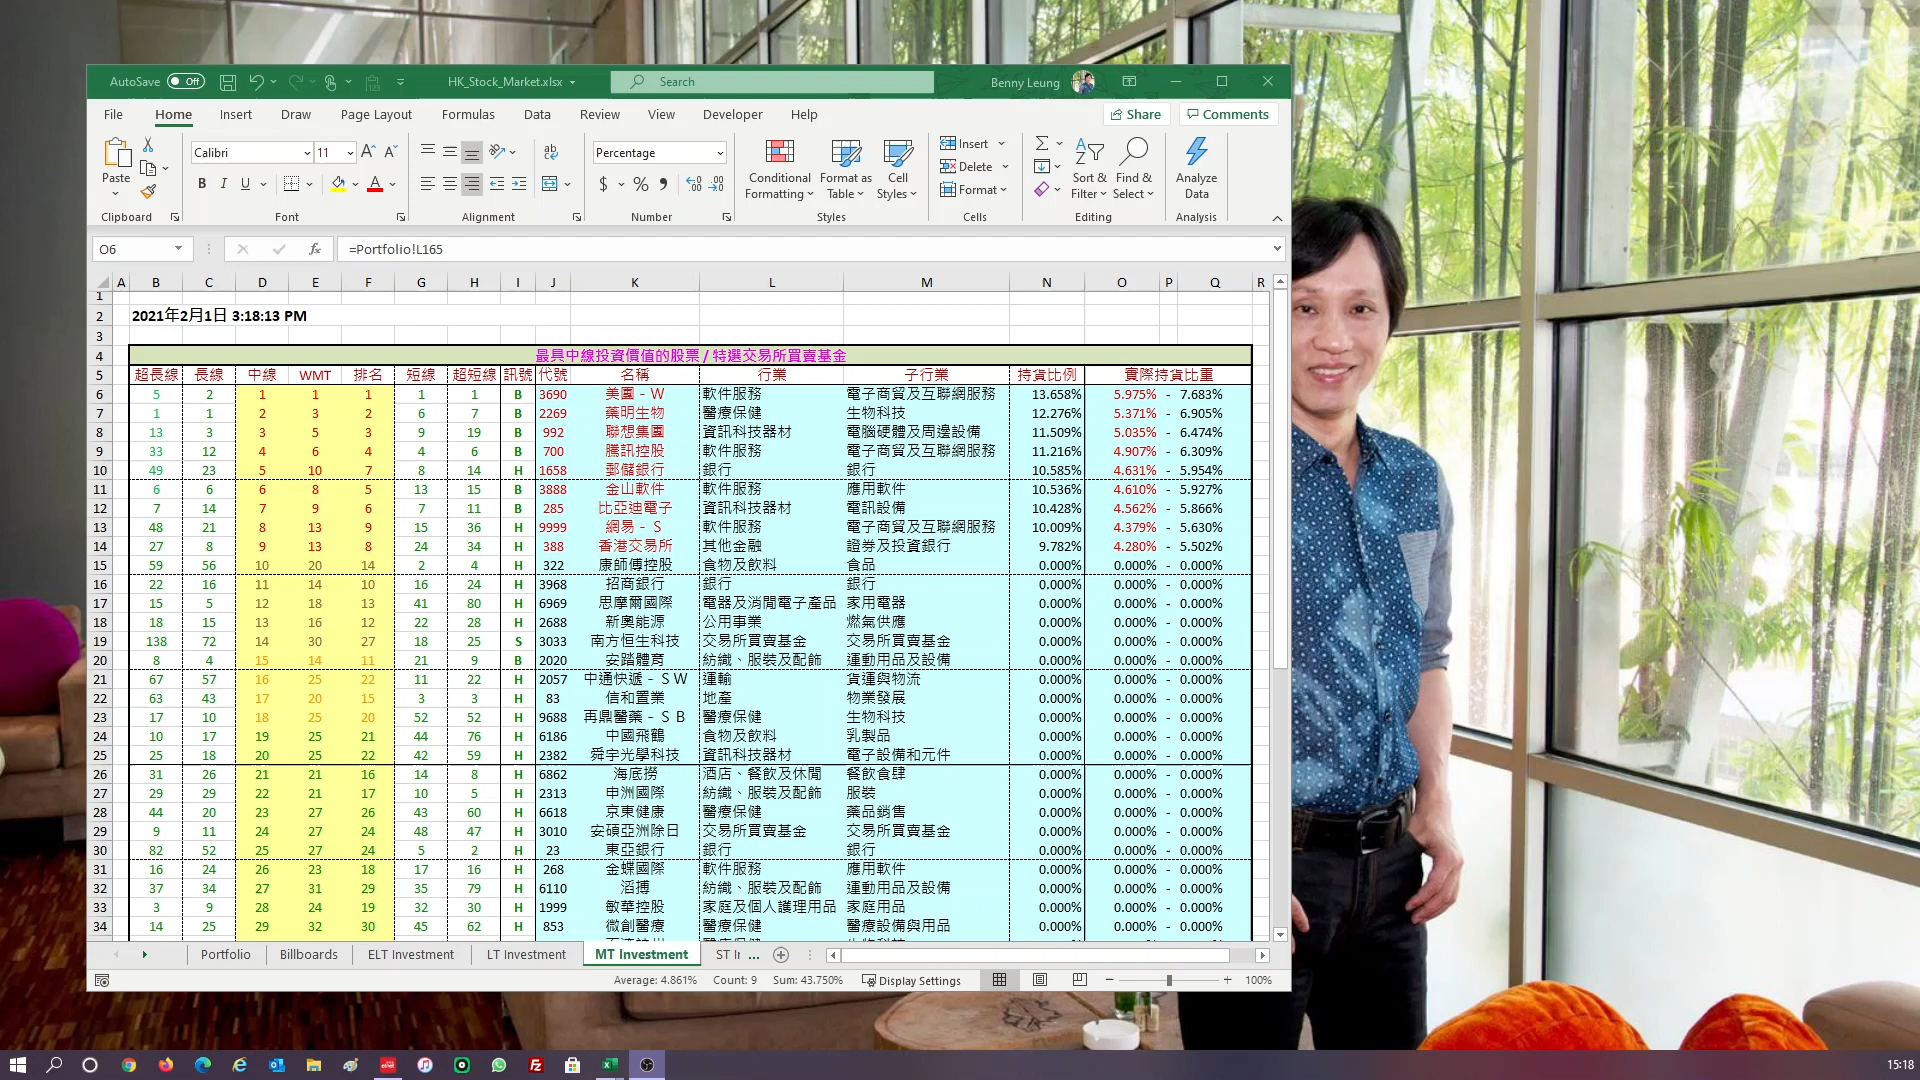 AutoSave Off HK_Stock_Market.xlsx Search Benny Leung
File Home Insert Draw Page Layout Formulas Data Review View Developer Help Share Comments
Calibri 11 Percentage Insert
Delete
Paste Conditional Formatting Format as Table Cell Styles Format Sort & Filter Find & Select Analyze Data
Clipboard Font Alignment Number Styles Cells Editing Analysis
O6 =Portfolio!L165
A B C D E F G H I J K L M N O P Q R
1
2 2021年2月1日 3:18:13 PM
3
4 最具中線投資價值的股票 / 特選交易所買賣基金
5 超長線 長線 中線 WMT 排名 短線 超短線 訊號 代號 名稱 行業 子行業 持貨比例 實際持貨比重
6 5 2 1 1 1 1 1 B 3690 美團－Ｗ 軟件服務 電子商貿及互聯網服務 13.658% 5.975% - 7.683%
7 1 1 2 3 2 6 7 B 2269 藥明生物 醫療保健 生物科技 12.276% 5.371% - 6.905%
8 13 3 3 5 3 9 19 B 992 聯想集團 資訊科技器材 電腦硬體及周邊設備 11.509% 5.035% - 6.474%
9 33 12 4 6 4 4 6 B 700 騰訊控股 軟件服務 電子商貿及互聯網服務 11.216% 4.907% - 6.309%
10 49 23 5 10 7 8 14 H 1658 郵儲銀行 銀行 銀行 10.585% 4.631% - 5.954%
11 6 6 6 8 5 13 15 B 3888 金山軟件 軟件服務 應用軟件 10.536% 4.610% - 5.927%
12 7 14 7 9 6 7 11 B 285 比亞迪電子 資訊科技器材 電訊設備 10.428% 4.562% - 5.866%
13 48 21 8 13 9 15 36 H 9999 網易－Ｓ 軟件服務 電子商貿及互聯網服務 10.009% 4.379% - 5.630%
14 27 8 9 13 8 24 34 H 388 香港交易所 其他金融 證券及投資銀行 9.782% 4.280% - 5.502%
15 59 56 10 20 14 2 4 H 322 康師傅控股 食物及飲料 食品 0.000% 0.000% - 0.000%
16 22 16 11 14 10 16 24 H 3968 招商銀行 銀行 銀行 0.000% 0.000% - 0.000%
17 15 5 12 18 13 41 80 H 6969 思摩爾國際 電器及消閒電子產品 家用電器 0.000% 0.000% - 0.000%
18 18 15 13 16 12 22 28 H 2688 新奧能源 公用事業 燃氣供應 0.000% 0.000% - 0.000%
19 138 72 14 30 27 18 25 S 3033 南方恒生科技 交易所買賣基金 交易所買賣基金 0.000% 0.000% - 0.000%
20 8 4 15 14 11 21 9 B 2020 安踏體育 紡織、服裝及配飾 運動用品及設備 0.000% 0.000% - 0.000%
21 67 57 16 25 22 11 22 H 2057 中通快遞－ＳＷ 運輸 貨運與物流 0.000% 0.000% - 0.000%
22 63 43 17 20 15 3 3 H 83 信和置業 地產 物業發展 0.000% 0.000% - 0.000%
23 17 10 18 25 20 52 52 H 9688 再鼎醫藥－ＳＢ 醫療保健 生物科技 0.000% 0.000% - 0.000%
24 10 17 19 25 21 44 76 H 6186 中國飛鶴 食物及飲料 乳製品 0.000% 0.000% - 0.000%
25 25 18 20 25 22 42 59 H 2382 舜宇光學科技 資訊科技器材 電子設備和元件 0.000% 0.000% - 0.000%
26 31 26 21 21 16 14 8 H 6862 海底撈 酒店、餐飲及休閒 餐飲食肆 0.000% 0.000% - 0.000%
27 29 29 22 21 17 10 5 H 2313 申洲國際 紡織、服裝及配飾 服裝 0.000% 0.000% - 0.000%
28 44 20 23 27 26 43 60 H 6618 京東健康 醫療保健 藥品銷售 0.000% 0.000% - 0.000%
29 9 11 24 27 24 48 47 H 3010 安碩亞洲除日 交易所買賣基金 交易所買賣基金 0.000% 0.000% - 0.000%
30 82 52 25 27 24 5 2 H 23 東亞銀行 銀行 銀行 0.000% 0.000% - 0.000%
31 16 24 26 23 18 17 16 H 268 金蝶國際 軟件服務 應用軟件 0.000% 0.000% - 0.000%
32 37 34 27 31 29 35 79 H 6110 滔搏 紡織、服裝及配飾 運動用品及設備 0.000% 0.000% - 0.000%
33 3 9 28 24 19 32 30 H 1999 敏華控股 家庭及個人護理用品 家庭用品 0.000% 0.000% - 0.000%
34 14 25 29 32 30 45 62 H 853 微創醫療 醫療保健 醫療設備與用品 0.000% 0.000% - 0.000%
Portfolio Billboards ELT Investment LT Investment MT Investment ST Ir ...
Average: 4.861% Count: 9 Sum: 43.750% Display Settings 100%
15:18